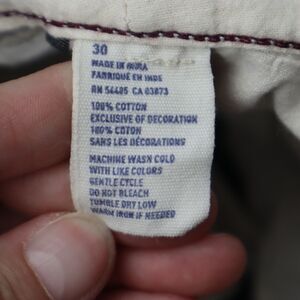 30
MADE IN INDIA
FABRIQUÉ EN INDE
RN 54485 CA 03873
100% COTTON
EXCLUSIVE OF DECORATION
100% COTON
SANS LES DÉCORATIONS
MACHINE WASH COLD
WITH LIKE COLORS
GENTLE CYCLE
DO NOT BLEACH
TUMBLE DRY LOW
WARM IRON IF NEEDED